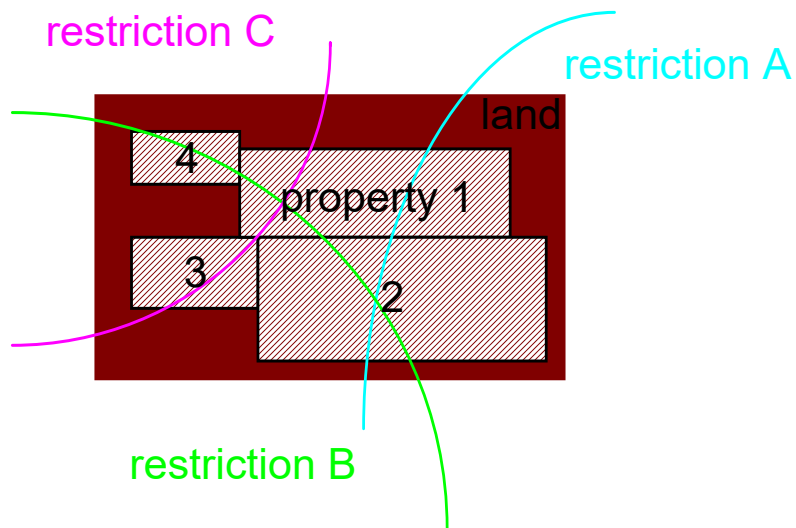 restriction C
restriction A
land
4
property 1
3
2
restriction B